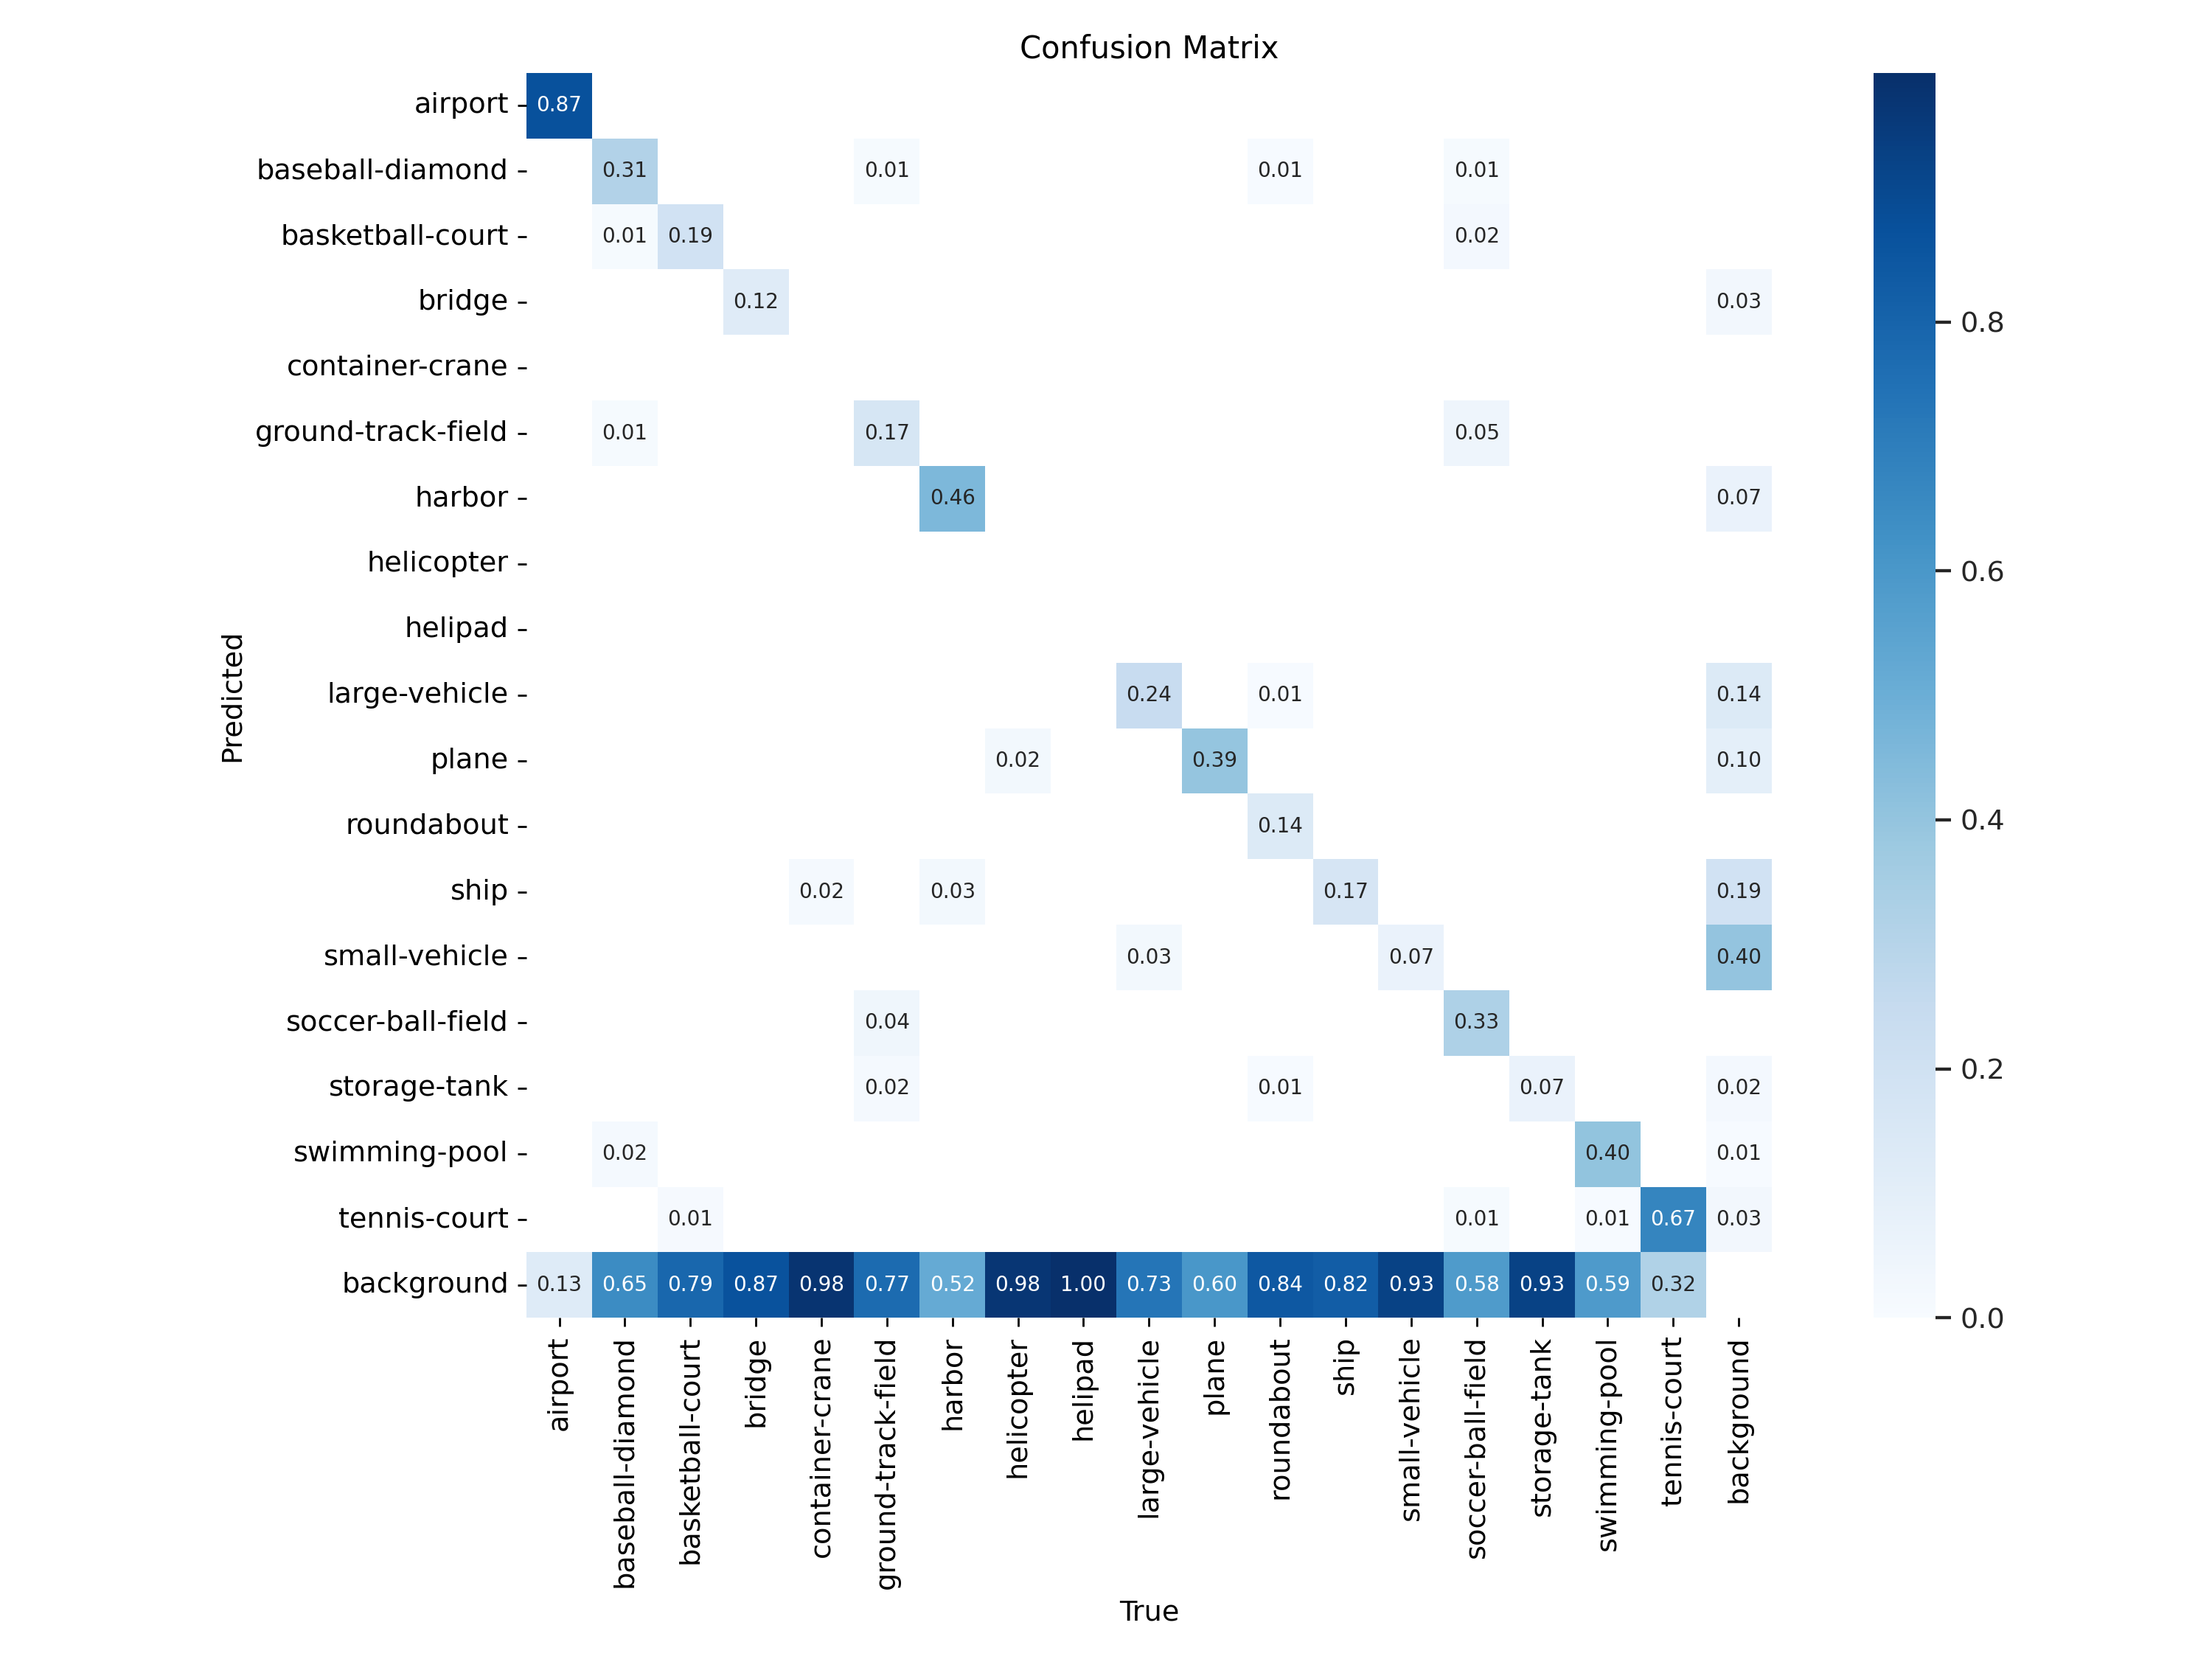 Confusion Matrix
airport 0.87
baseball-diamond 0.31 0.01 0.01 0.01
basketball-court 0.01 0.19 0.02
bridge 0.12 0.03
0.8
container-crane
ground-track-field 0.01 0.17 0.05
harbor 0.46 0.07
helicopter
0.6
helipad
Predicted
large-vehicle 0.24 0.01 0.14
plane 0.02 0.39 0.10
roundabout 0.14
0.4
ship 0.02 0.03 0.17 0.19
small-vehicle 0.03 0.07 0.40
soccer-ball-field 0.04 0.33
0.2
storage-tank 0.02 0.01 0.07 0.02
swimming-pool 0.02 0.40 0.01
tennis-court 0.01 0.01 0.01 0.67 0.03
background 0.13 0.65 0.79 0.87 0.98 0.77 0.52 0.98 1.00 0.73 0.60 0.84 0.82 0.93 0.58 0.93 0.59 0.32
0.0
airport
baseball-diamond
basketball-court
bridge
container-crane
ground-track-field
harbor
helicopter
helipad
large-vehicle
plane
roundabout
ship
small-vehicle
soccer-ball-field
storage-tank
swimming-pool
tennis-court
background
True